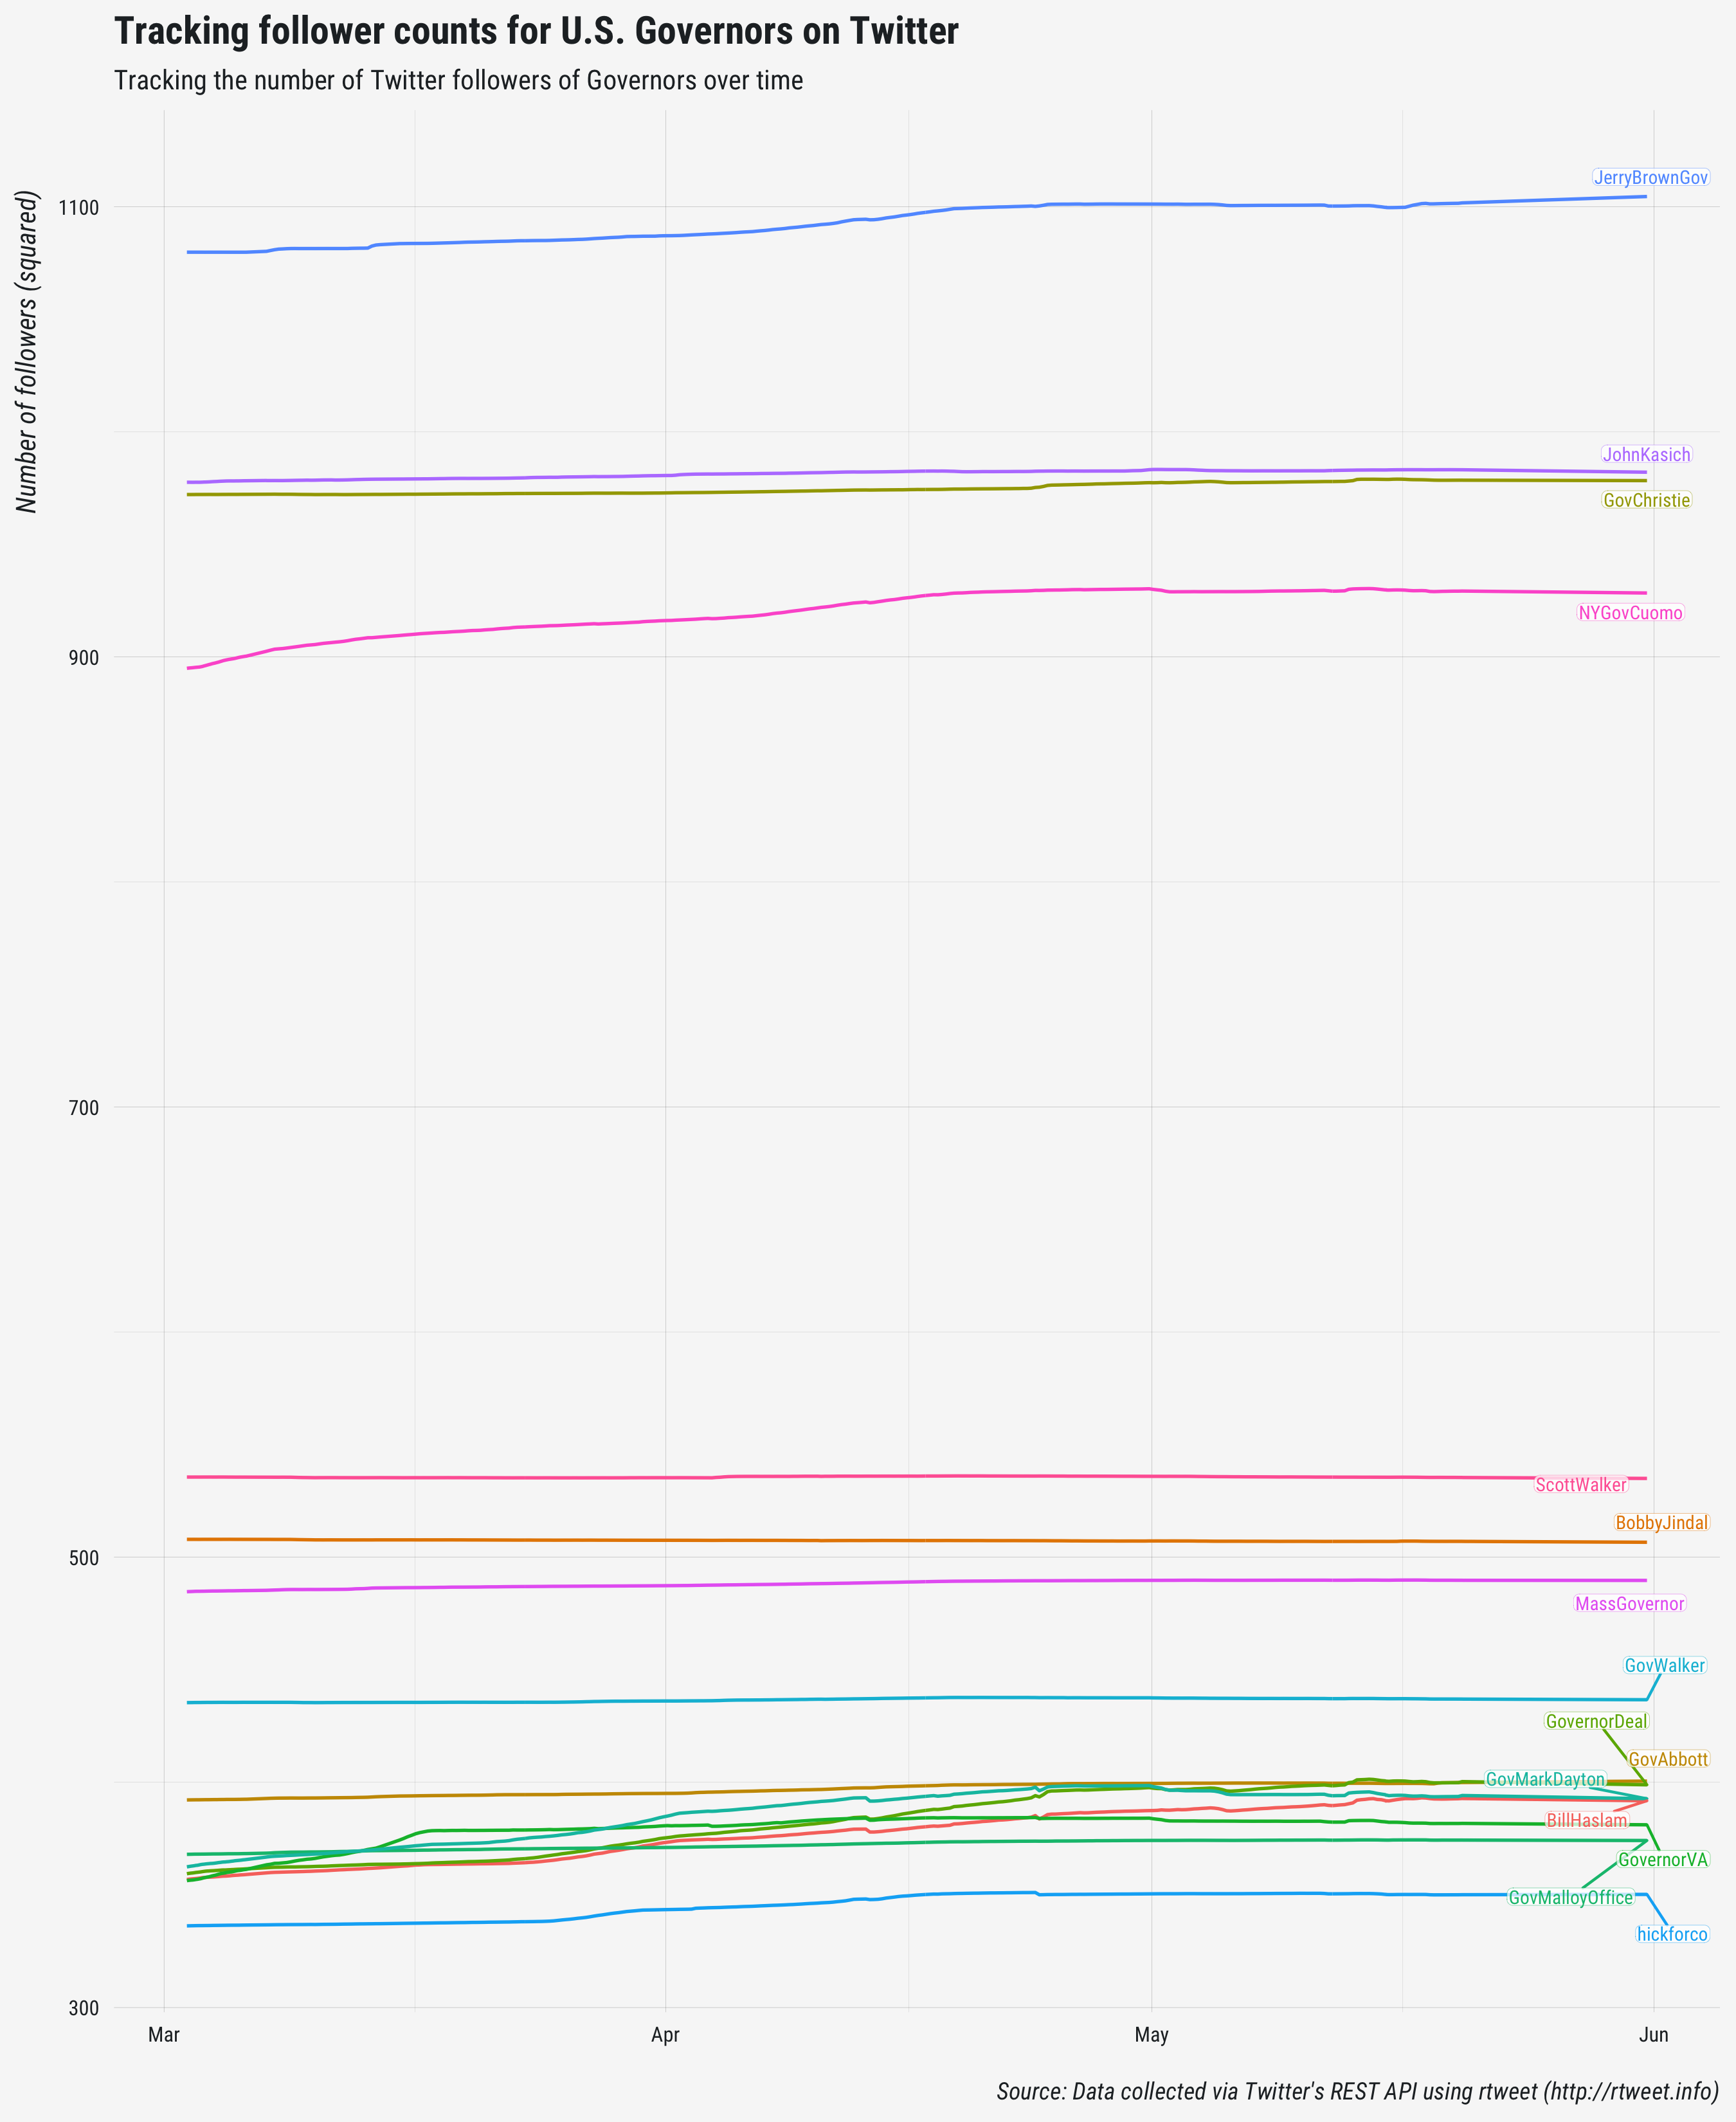 Tracking follower counts for U.S. Governors on Twitter
Tracking the number of Twitter followers of Governors over time
Number of followers (squared)
1100
900
700
500
300
JerryBrownGov
JohnKasich
GovChristie
NYGovCuomo
ScottWalker
BobbyJindal
MassGovernor
GovWalker
GovernorDeal
GovAbbott
GovMarkDayton
BillHaslam
GovernorVA
GovMalloyOffice
hickforco
Mar Apr May Jun
Source: Data collected via Twitter's REST API using rtweet (http://rtweet.info)